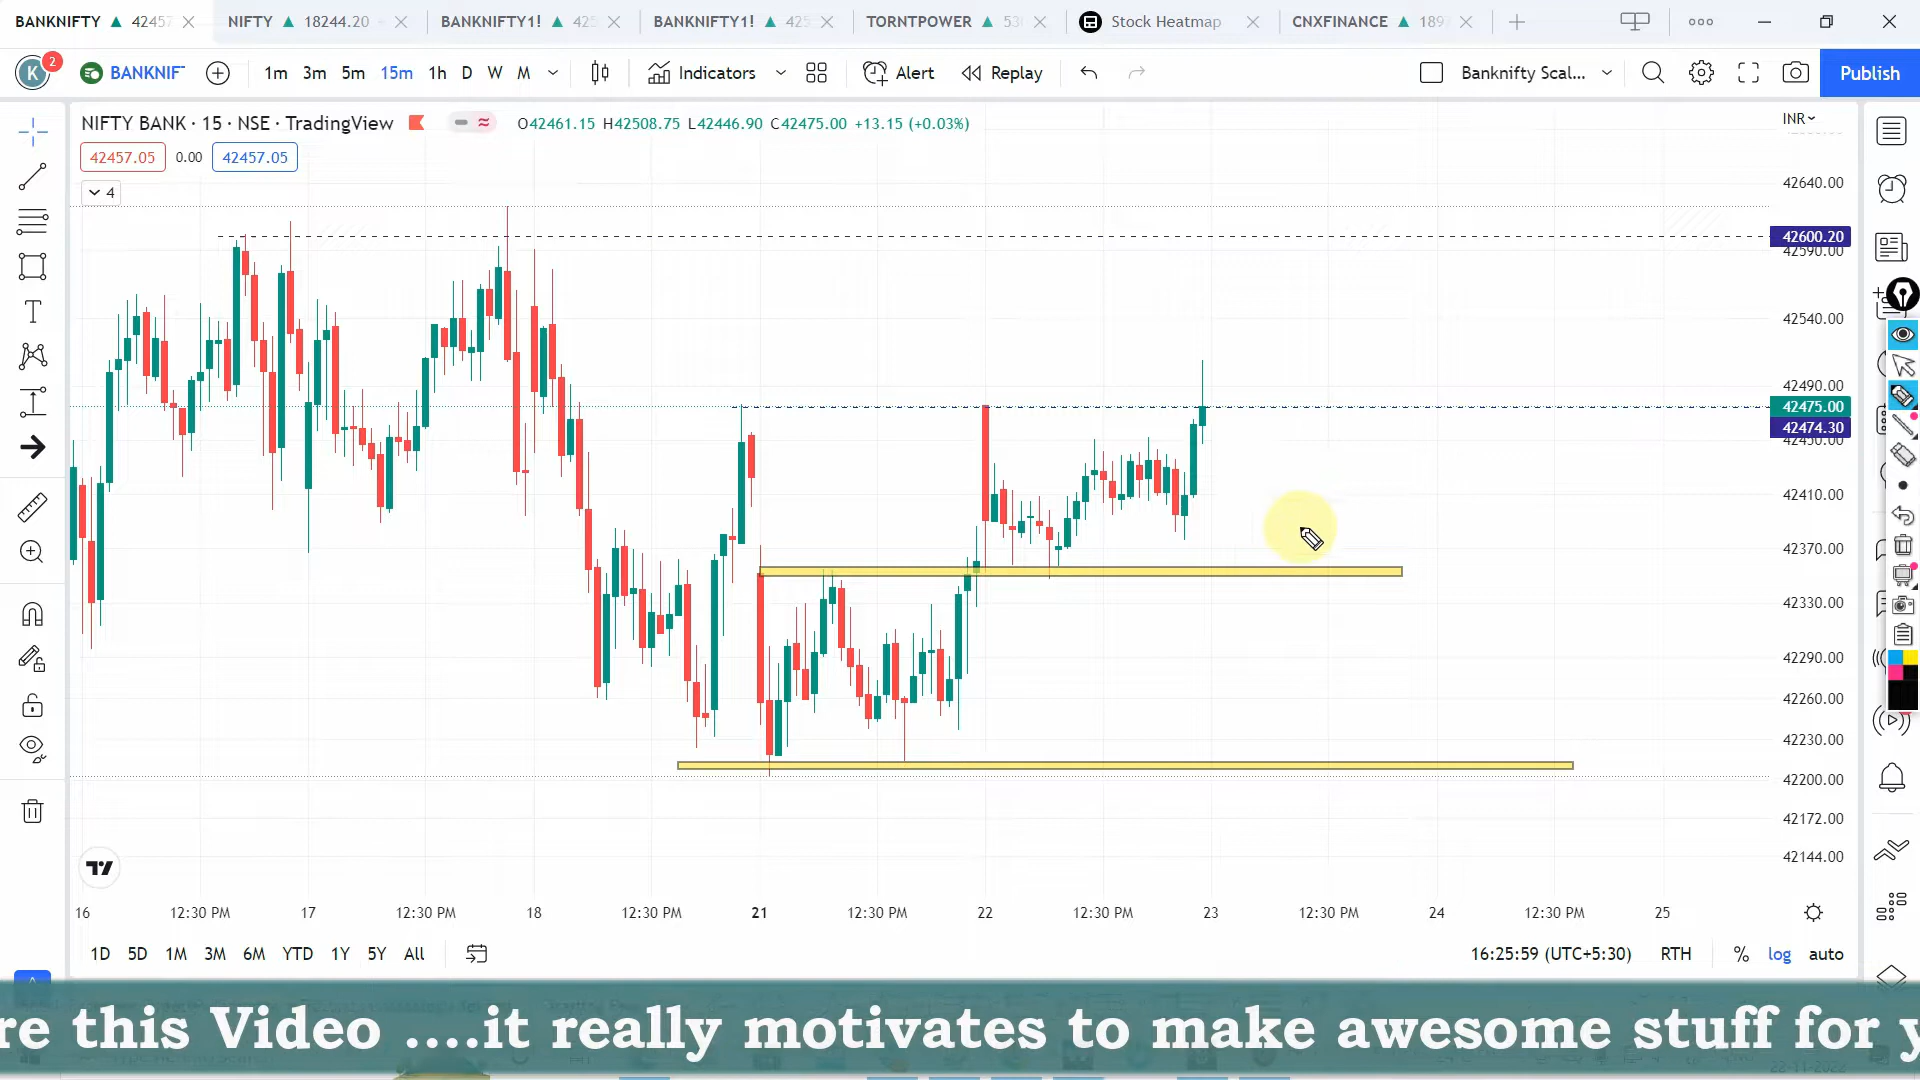 BANKNIFTY ▲ 42457
NIFTY ▲ 18244.20
BANKNIFTY1! ▲ 425
BANKNIFTY1! ▲ 425
TORNTPOWER ▲ 53
Stock Heatmap
CNXFINANCE ▲ 189
K 2
BANKNIF
1m 3m 5m 15m 1h D W M
Indicators
Alert
Replay
Banknifty Scal...
Publish
NIFTY BANK · 15 · NSE · TradingView
O42461.15 H42508.75 L42446.90 C42475.00 +13.15 (+0.03%)
INR
42457.05 0.00 42457.05
4
42640.00
42600.20
42590.00
42540.00
42490.00
42475.00
42474.30
42450.00
42410.00
42370.00
42330.00
42290.00
42260.00
42230.00
42200.00
42172.00
42144.00
16 12:30 PM 17 12:30 PM 18 12:30 PM 21 12:30 PM 22 12:30 PM 23 12:30 PM 24 12:30 PM 25
1D 5D 1M 3M 6M YTD 1Y 5Y All
16:25:59 (UTC+5:30) RTH % log auto
re this Video ....it really motivates to make awesome stuff for y
22-11-2022